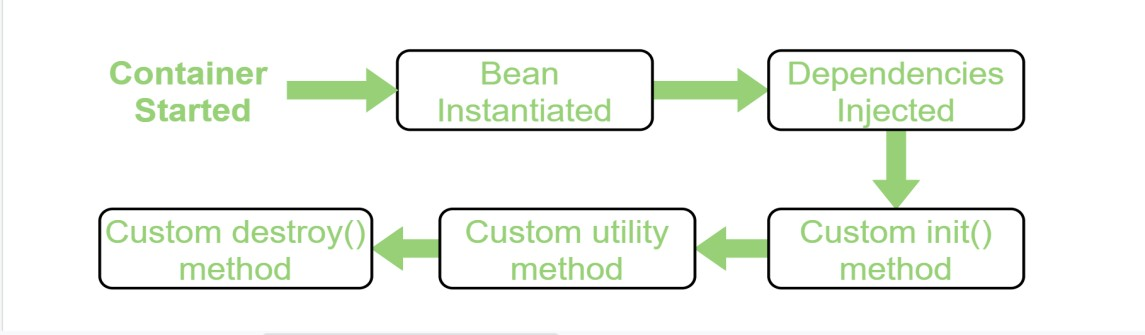 Container
Started
Bean
Instantiated
Dependencies
Injected
Custom init()
method
Custom utility
method
Custom destroy()
method